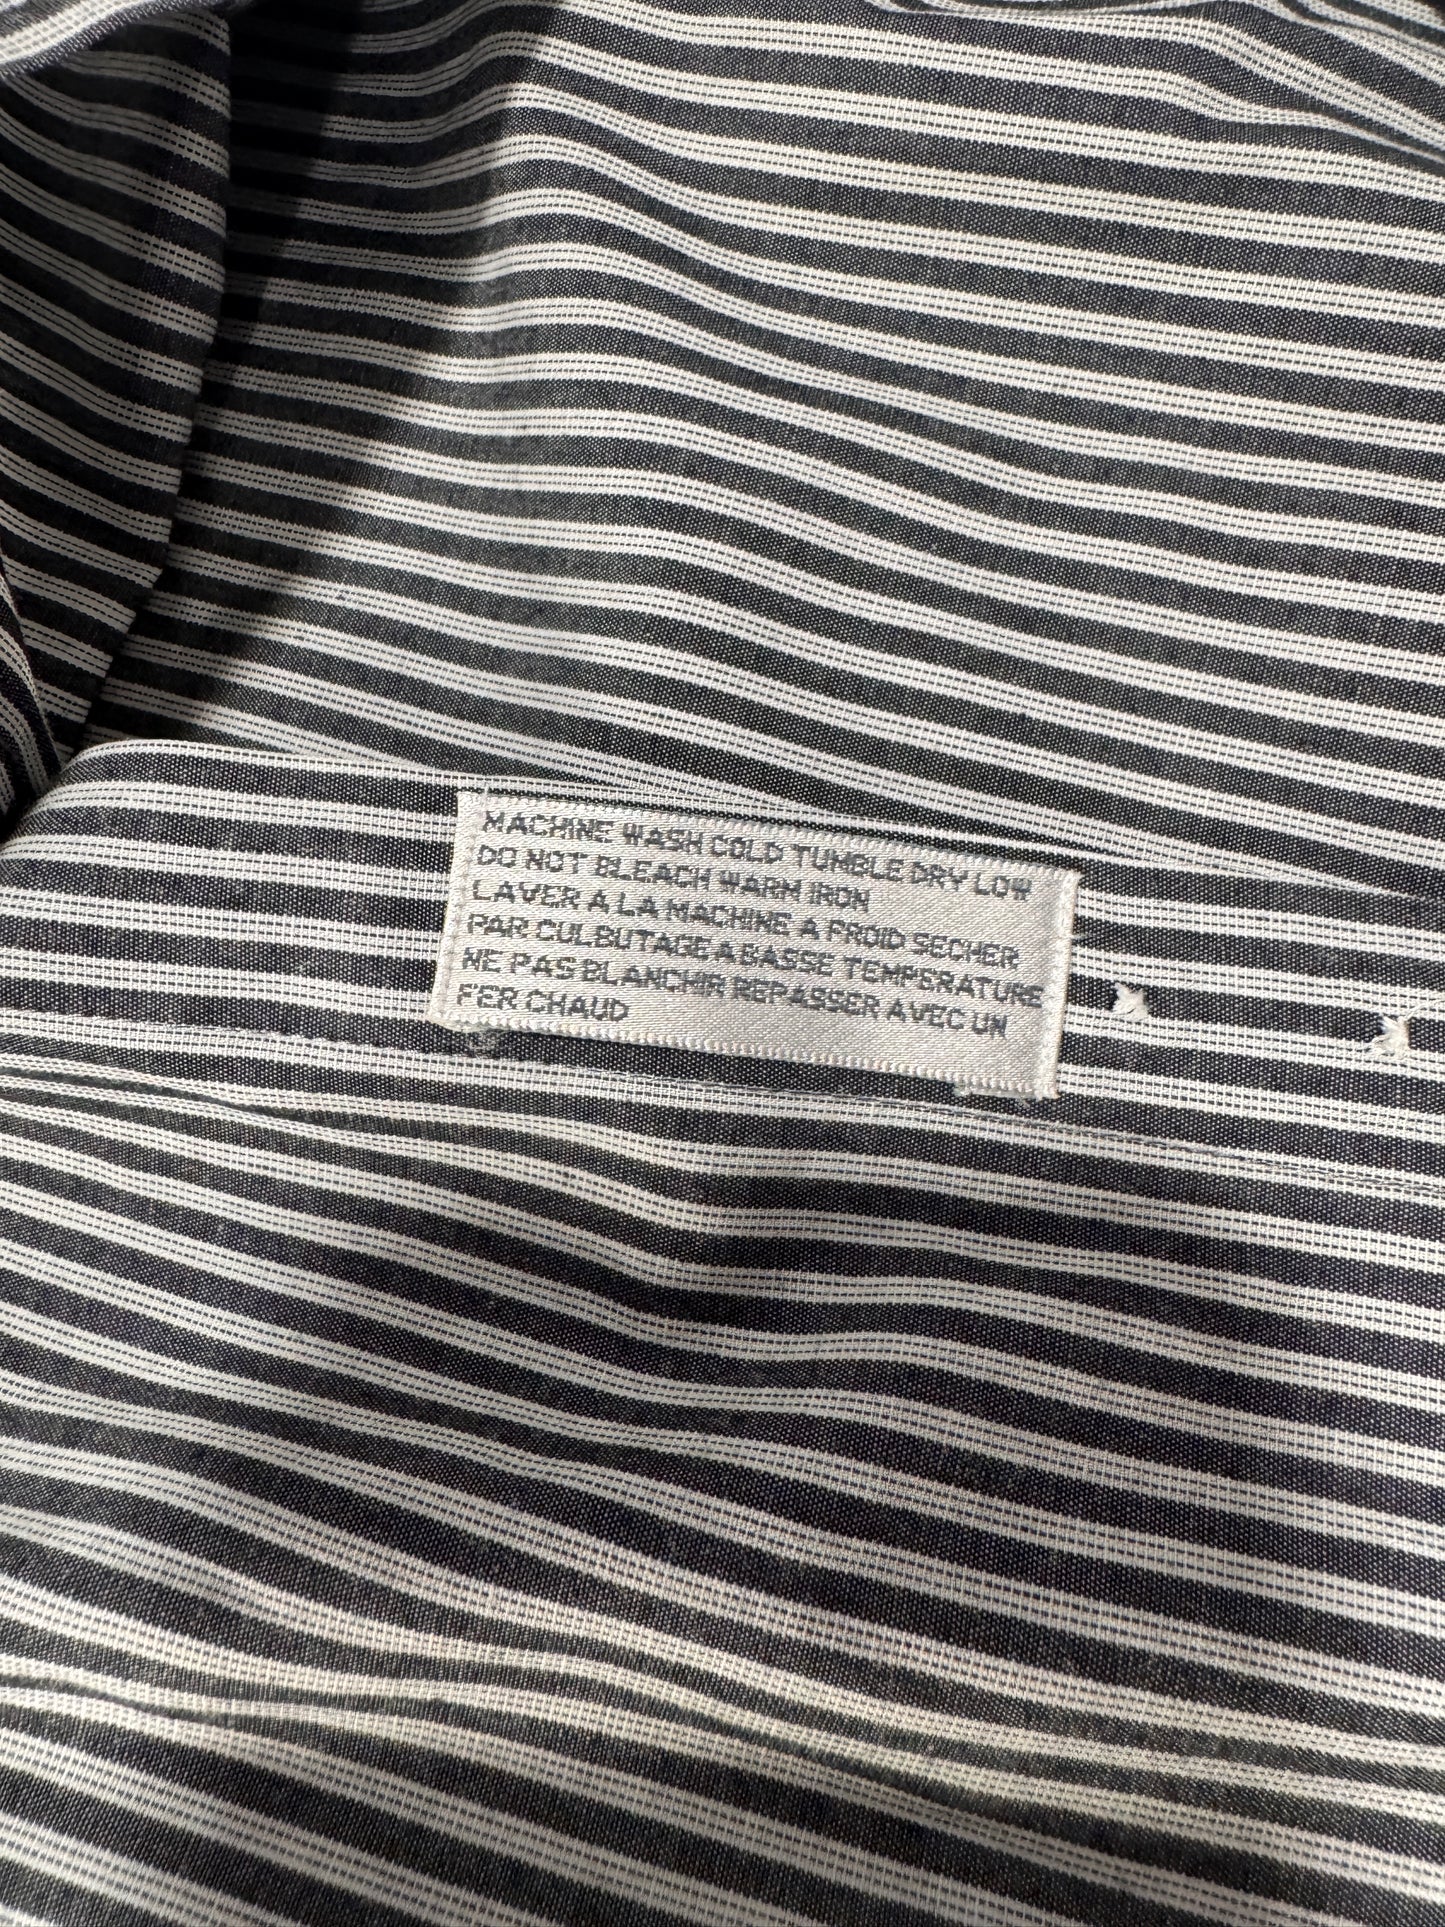 MACHINE WASH COLD TUMBLE DRY LOW
DO NOT BLEACH WARM IRON
LAVER A LA MACHINE A FROID SECHER
PAR CULBUTAGE A BASSE TEMPERATURE
NE PAS BLANCHIR REPASSER AVEC UN
FER CHAUD